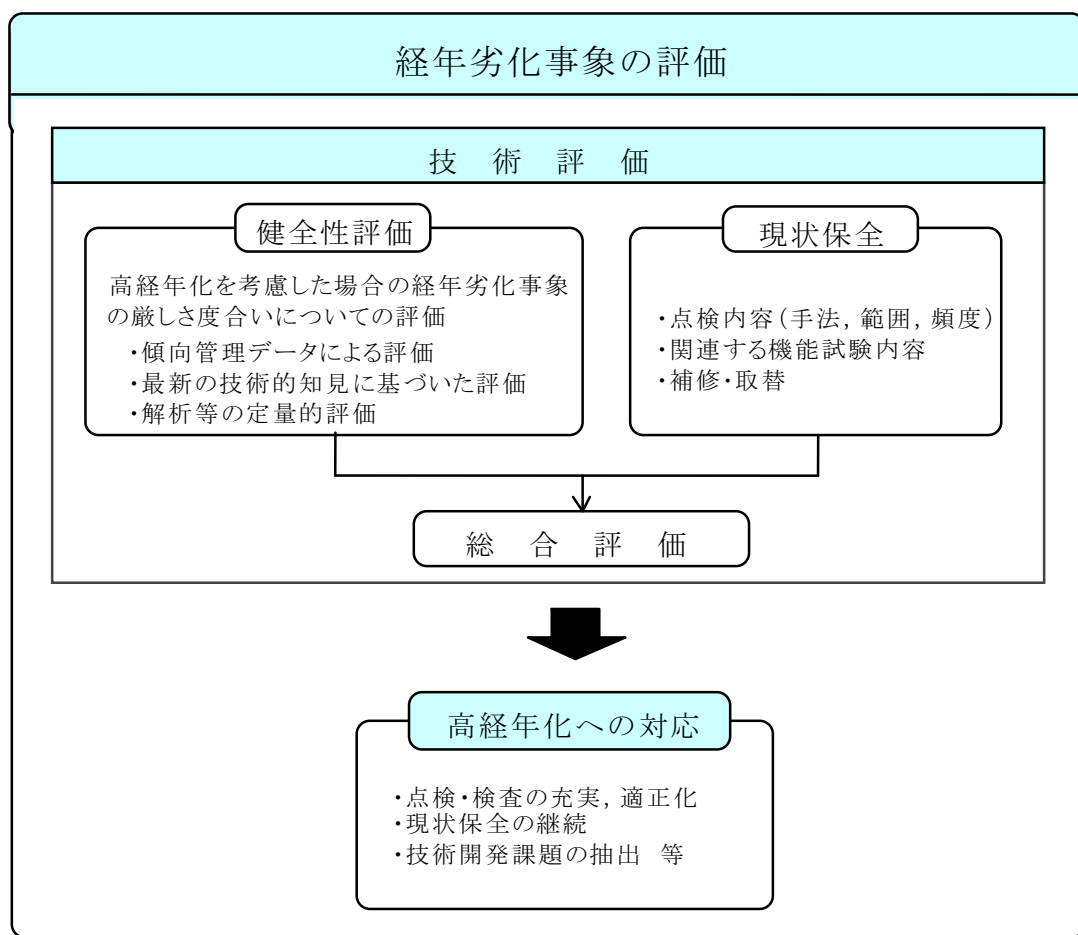 経年劣化事象の評価
技術評価
健全性評価
高経年化を考慮した場合の経年劣化事象
の厳しさ度合いについての評価
・傾向管理データによる評価
・最新の技術的知見に基づいた評価
・解析等の定量的評価
現状保全
・点検内容(手法, 範囲, 頻度)
・関連する機能試験内容
・補修・取替
総合評価
高経年化への対応
・点検・検査の充実, 適正化
・現状保全の継続
・技術開発課題の抽出 等